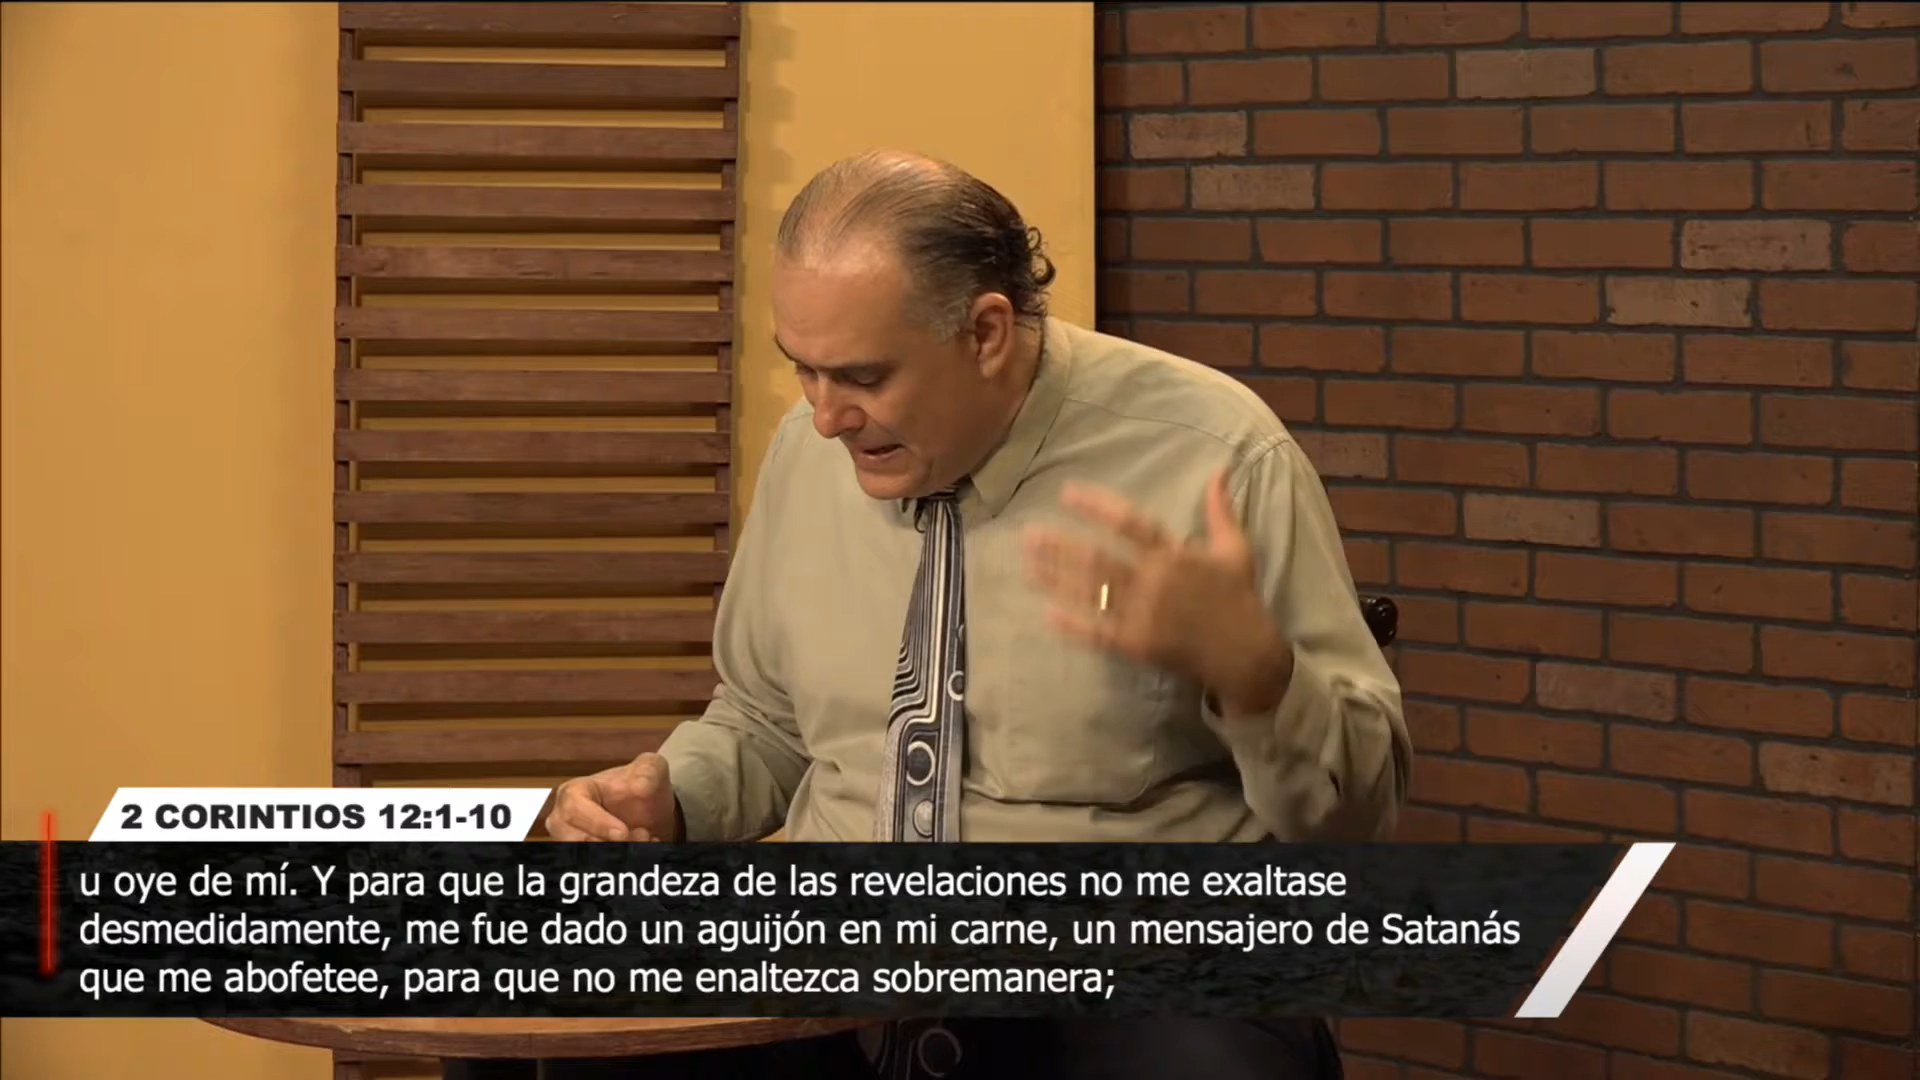 2 CORINTIOS 12:1-10
u oye de mí. Y para que la grandeza de las revelaciones no me exaltase
desmedidamente, me fue dado un aguijón en mi carne, un mensajero de Satanás
que me abofetee, para que no me enaltezca sobremanera;